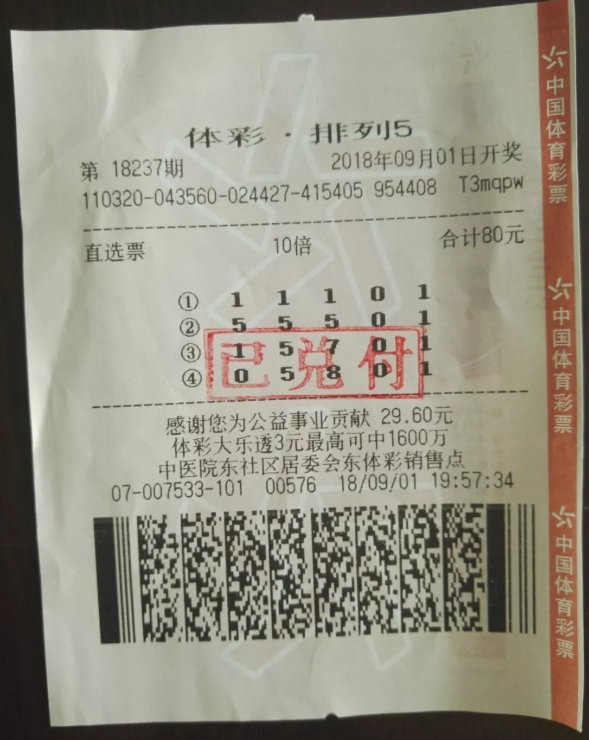 体彩·排列5
第 18237期 2018年09月01日开奖
110320-043560-024427-415405 954408 T3mqpw
直选票 10倍 合计80元
① 1 1 1 0 1
② 5 5 5 0 1
③ 1 5 7 0 1
④ 0 5 8 0 1
已兑付
感谢您为公益事业贡献 29.60元
体彩大乐透3元最高可中1600万
中医院东社区居委会东体彩销售点
07-007533-101 00576 18/09/01 19:57:34
中国体育彩票
中国体育彩票
中国体育彩票